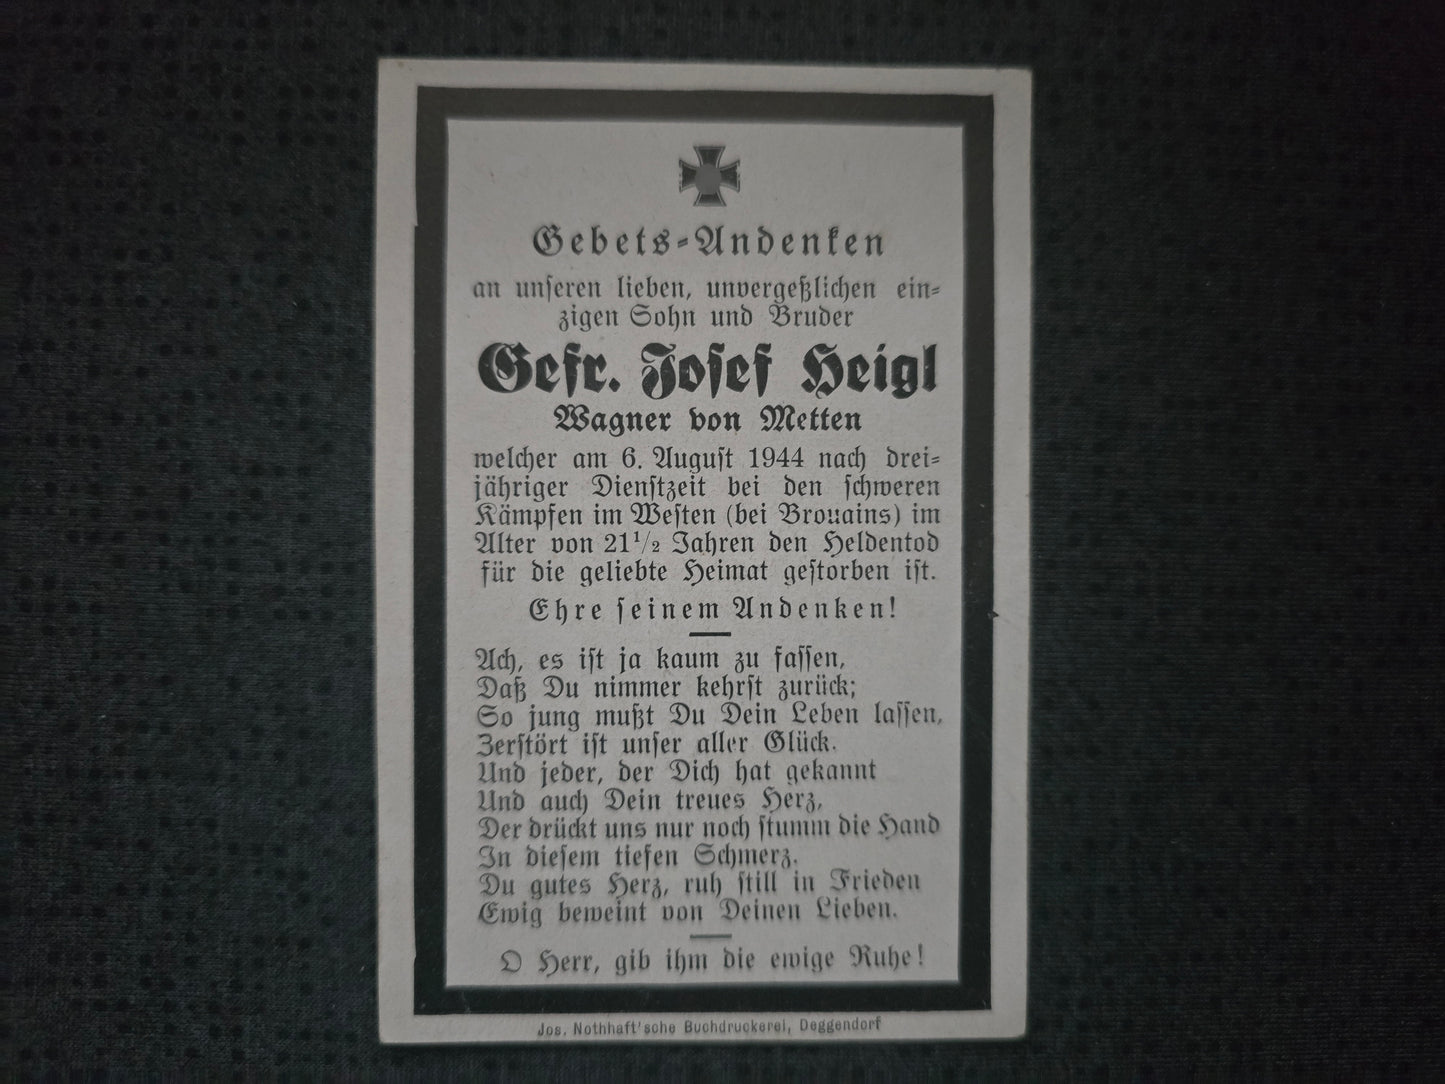 Gebets-Andenken
an unseren lieben, unvergeßlichen ein-
zigen Sohn und Bruder
Gefr. Josef Heigl
Wagner von Metten
welcher am 6. August 1944 nach drei-
jähriger Dienstzeit bei den schweren
Kämpfen im Westen (bei Brouains) im
Alter von 21 1/2 Jahren den Heldentod
für die geliebte Heimat gestorben ist.
Ehre seinem Andenken!
Ach, es ist ja kaum zu fassen,
Daß Du nimmer kehrst zurück;
So jung mußt Du Dein Leben lassen,
Zerstört ist unser aller Glück.
Und jeder, der Dich hat gekannt
Und auch Dein treues Herz,
Der drückt uns nur noch stumm die Hand
In diesem tiefen Schmerz.
Du gutes Herz, ruh still in Frieden
Ewig beweint von Deinen Lieben.
O Herr, gib ihm die ewige Ruhe!
Jos. Nothhaft'sche Buchdruckerei, Deggendorf